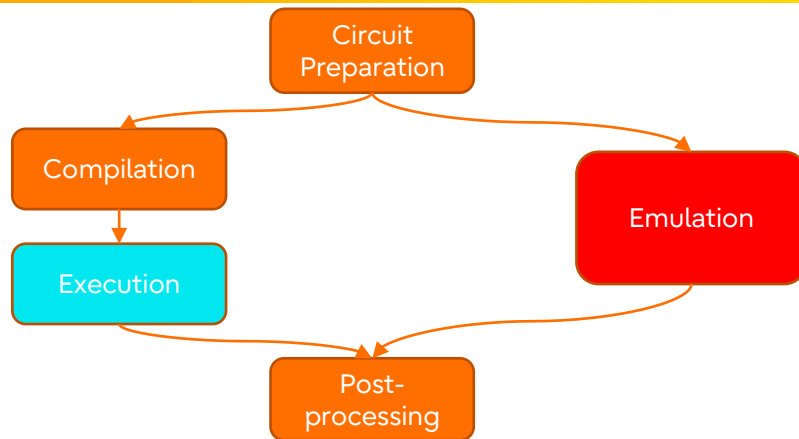 Circuit
Preparation
Compilation
Emulation
Execution
Post-
processing